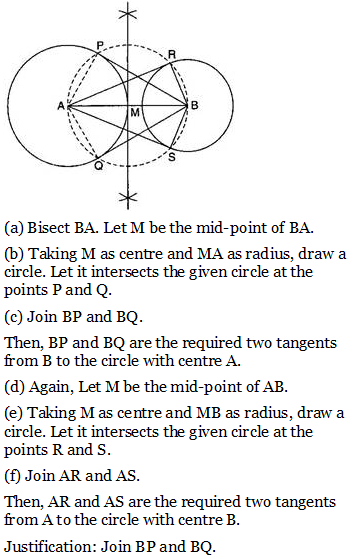 P
R
A
M
B
Q
S
(a) Bisect BA. Let M be the mid-point of BA.
(b) Taking M as centre and MA as radius, draw a
circle. Let it intersects the given circle at the
points P and Q.
(c) Join BP and BQ.
Then, BP and BQ are the required two tangents
from B to the circle with centre A.
(d) Again, Let M be the mid-point of AB.
(e) Taking M as centre and MB as radius, draw a
circle. Let it intersects the given circle at the
points R and S.
(f) Join AR and AS.
Then, AR and AS are the required two tangents
from A to the circle with centre B.
Justification: Join BP and BQ.